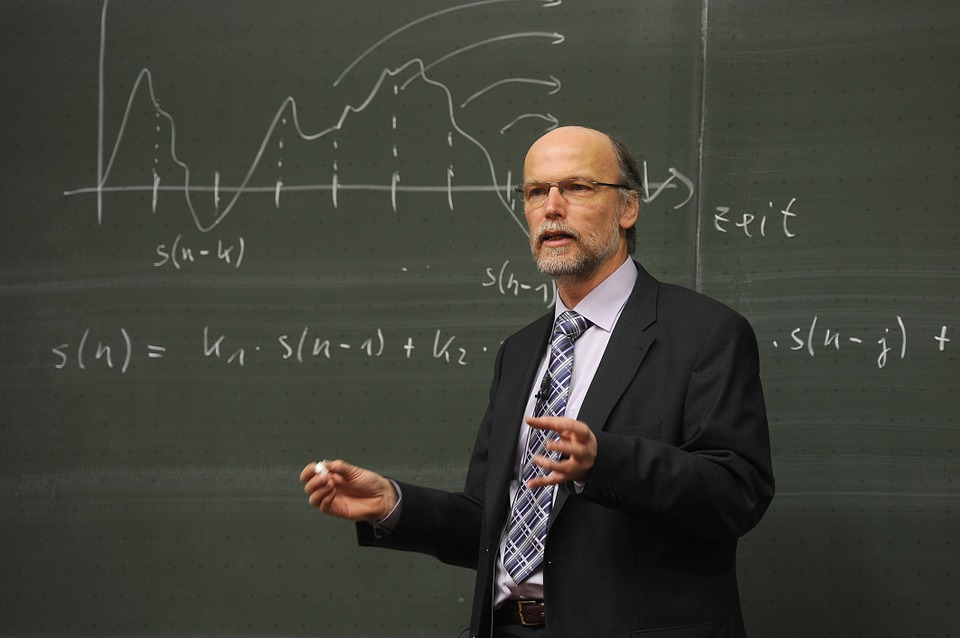 zeit
s(n-k)
s(n-1)
s(n) = k₁· s(n-1) + k₂ · · s(n-j) +